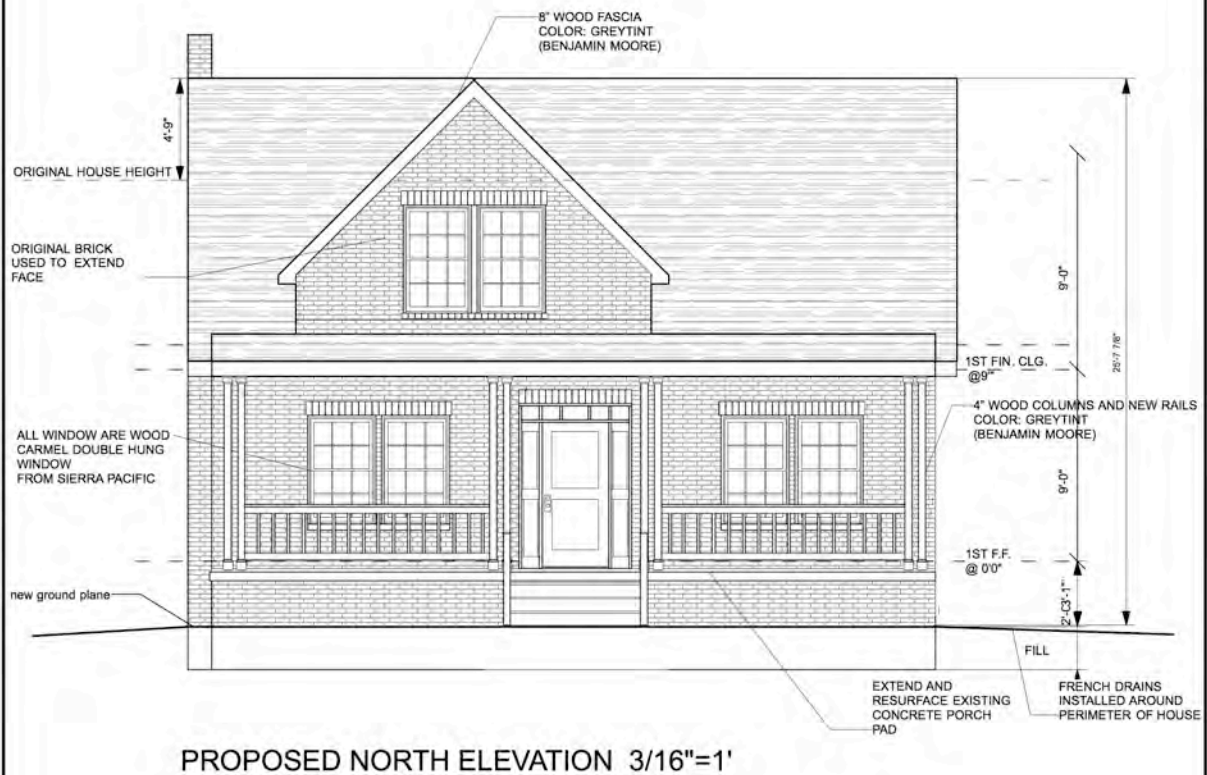 8" WOOD FASCIA
COLOR: GREYTINT
(BENJAMIN MOORE)
4'-9"
ORIGINAL HOUSE HEIGHT
ORIGINAL BRICK
USED TO EXTEND
FACE
9'-0"
25'-7 7/8"
1ST FIN. CLG.
@9'"
4" WOOD COLUMNS AND NEW RAILS
COLOR: GREYTINT
(BENJAMIN MOORE)
ALL WINDOW ARE WOOD
CARMEL DOUBLE HUNG
WINDOW
FROM SIERRA PACIFIC
9'-0"
1ST F.F.
@ 0'0"
new ground plane
FILL
EXTEND AND
RESURFACE EXISTING
CONCRETE PORCH
PAD
FRENCH DRAINS
INSTALLED AROUND
PERIMETER OF HOUSE
PROPOSED NORTH ELEVATION 3/16"=1'